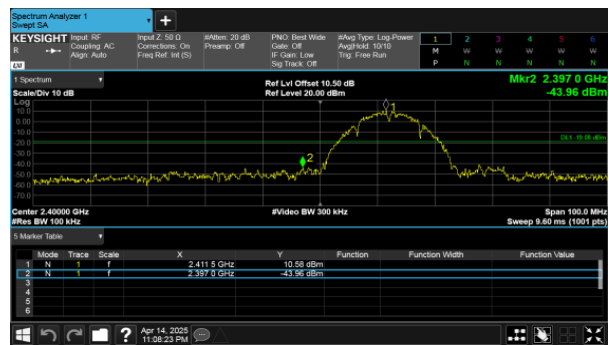 Spectrum Analyzer 1
Swept SA
KEYSIGHT
R
LXI
Input: RF
Coupling: AC
Align: Auto
Input Z: 50 Ω
Corrections: On
Freq Ref: Int (S)
#Atten: 20 dB
Preamp: Off
PNO: Best Wide
Gate: Off
IF Gain: Low
Sig Track: Off
#Avg Type: Log-Power
Avg|Hold: 10/10
Trig: Free Run
1 2 3 4 5 6
M W W W W W
P N N N N N
1 Spectrum
Scale/Div 10 dB
Ref Lvl Offset 10.50 dB
Ref Level 20.00 dBm
Mkr2 2.397 0 GHz
-43.96 dBm
Log
10.0
0.00
-10.0
-20.0
-30.0
-40.0
-50.0
-60.0
-70.0
1
2
Center 2.40000 GHz
#Res BW 100 kHz
#Video BW 300 kHz
Span 100.0 MHz
Sweep 9.60 ms (1001 pts)
5 Marker Table
Mode Trace Scale X Y Function Function Width Function Value
1 N 1 f 2.411 5 GHz 10.58 dBm
2 N 1 f 2.397 0 GHz -43.96 dBm
3
4
5
6
Apr 14, 2025
11:08:23 PM